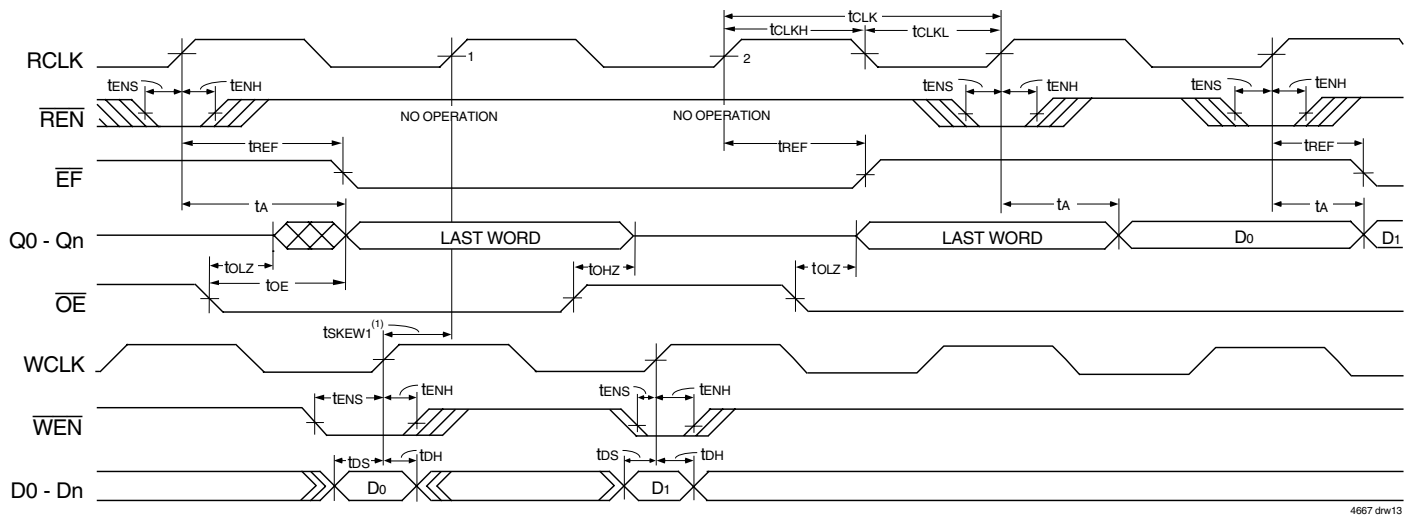 tCLK
tCLKH tCLKL
RCLK 1 2
tENS tENH tENS tENH tENS tENH
REN NO OPERATION NO OPERATION
tREF tREF tREF
EF
tA tA tA
Q0 - Qn LAST WORD LAST WORD D0 D1
tOLZ tOHZ tOLZ
tOE
OE
tSKEW1(1)
WCLK
tENS tENH tENS tENH
WEN
tDS tDH tDS tDH
D0 - Dn D0 D1
4667 drw13